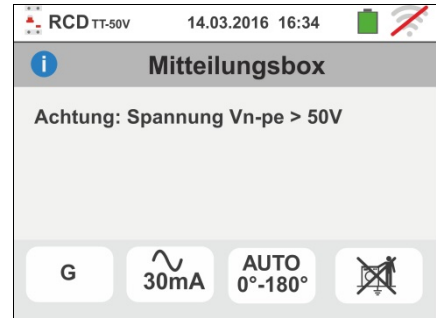 RCD TT-50V 14.03.2016 16:34
Mitteilungsbox
Achtung: Spannung Vn-pe > 50V
G 30mA AUTO
0°-180°